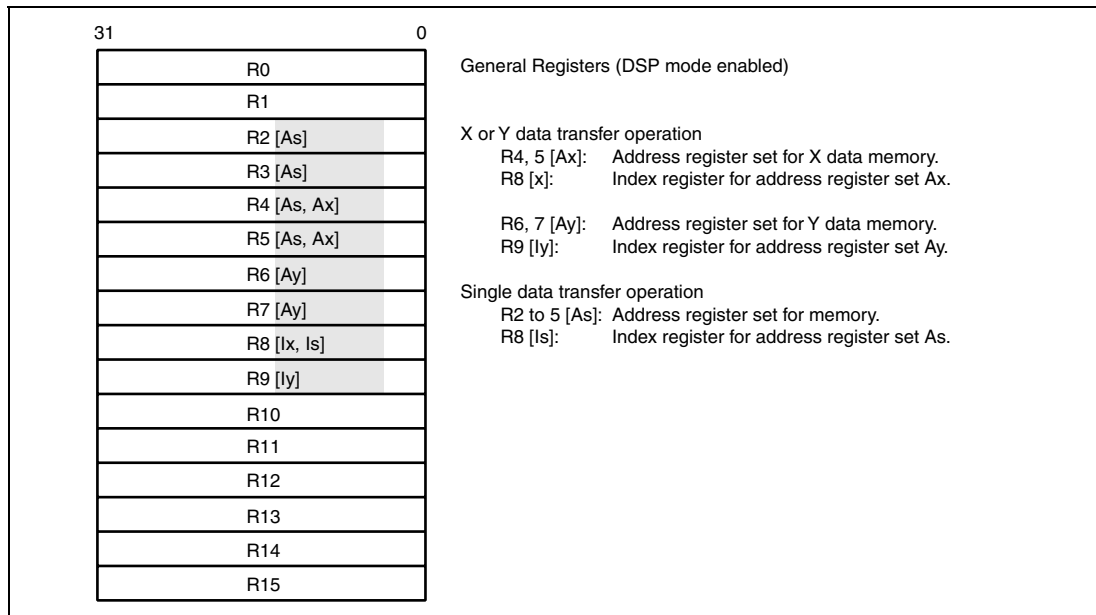 31 0
R0
R1
R2 [As]
R3 [As]
R4 [As, Ax]
R5 [As, Ax]
R6 [Ay]
R7 [Ay]
R8 [Ix, Is]
R9 [Iy]
R10
R11
R12
R13
R14
R15
General Registers (DSP mode enabled)
X or Y data transfer operation
R4, 5 [Ax]: Address register set for X data memory.
R8 [x]: Index register for address register set Ax.
R6, 7 [Ay]: Address register set for Y data memory.
R9 [Iy]: Index register for address register set Ay.
Single data transfer operation
R2 to 5 [As]: Address register set for memory.
R8 [Is]: Index register for address register set As.